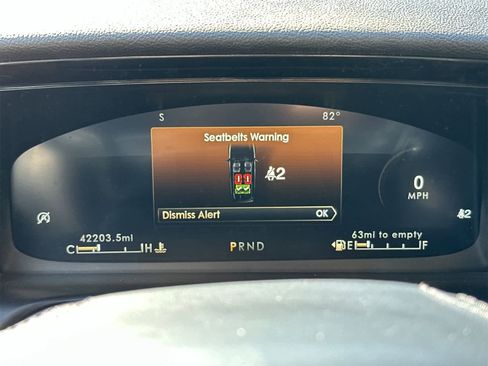 S 82°
Seatbelts Warning
2
Dismiss Alert OK
0
MPH
2
42203.5mi
C H
PRND
63mi to empty
E F